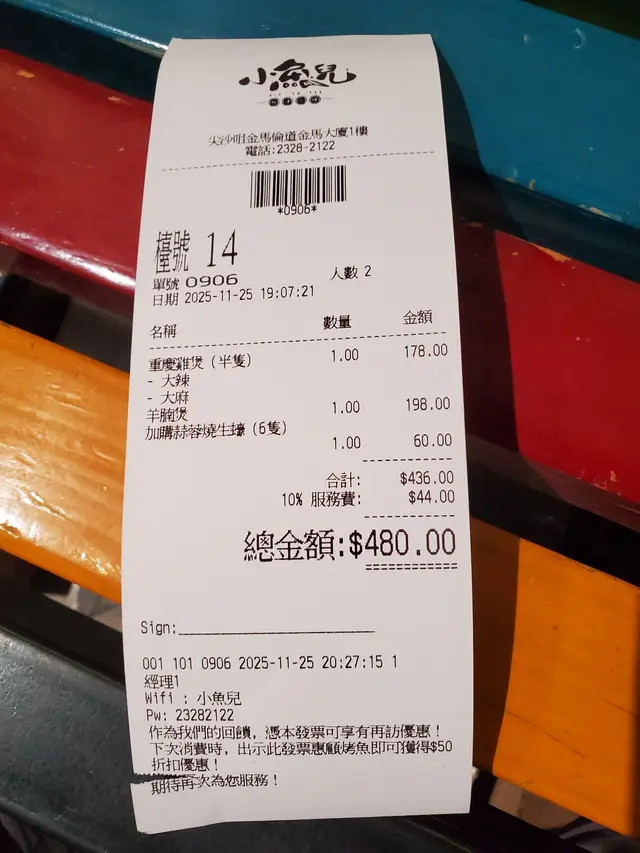 小魚兒
尖沙咀金馬倫道金馬大廈1樓
電話:2328-2122
*0906*
檯號 14
單號 0906 人數 2
日期 2025-11-25 19:07:21
名稱 數量 金額
重慶雞煲 (半隻) 1.00 178.00
- 大辣
- 大麻
羊腩煲 1.00 198.00
加購蒜蓉燒生蠔 (6隻)
1.00 60.00
合計: $436.00
10% 服務費: $44.00
總金額:$480.00
Sign:
001 101 0906 2025-11-25 20:27:15 1
經理1
Wifi : 小魚兒
Pw: 23282122
作為我們的回饋, 憑本發票可享有再訪優惠!
下次消費時, 出示此發票惠顧烤魚即可獲得$50
折扣優惠!
期待再次為您服務!